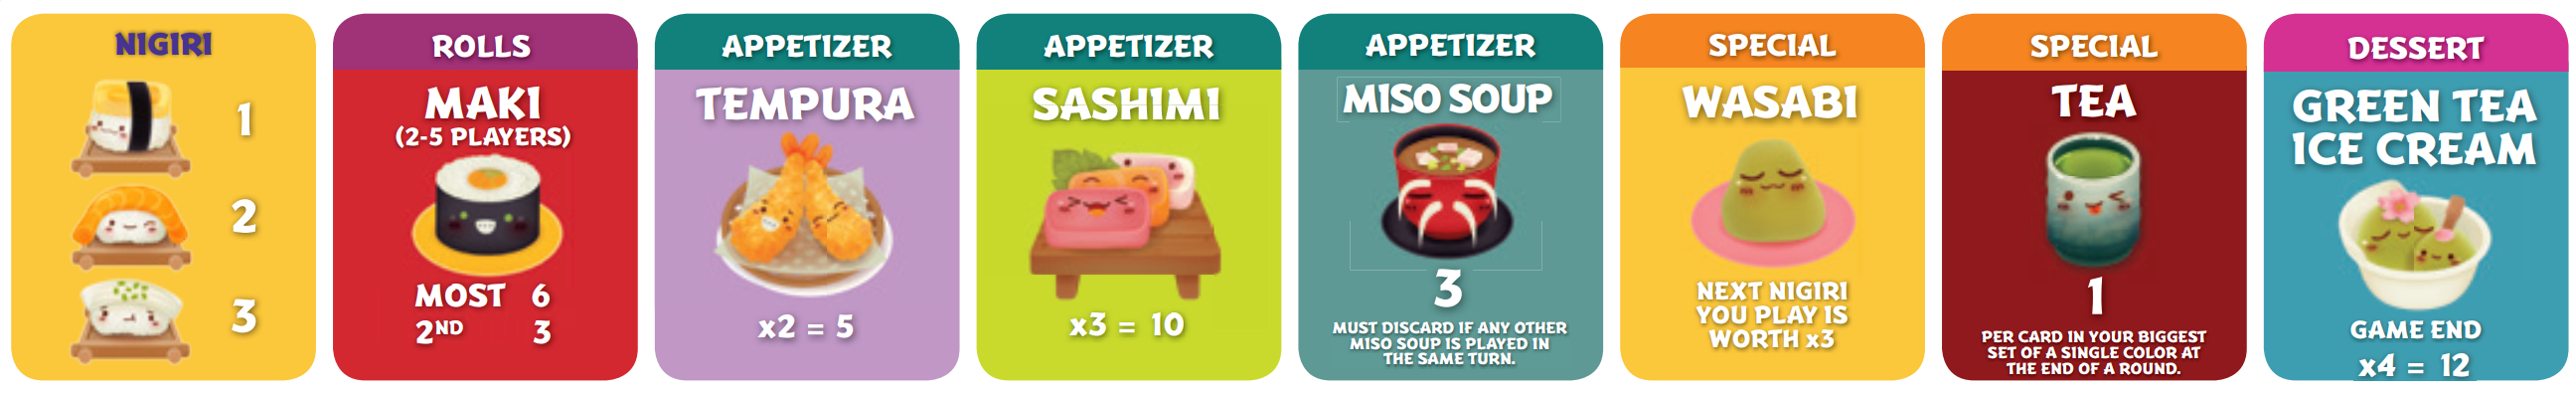 NIGIRI
1
2
3
ROLLS
MAKI
(2-5 PLAYERS)
MOST 6
2ND 3
APPETIZER
TEMPURA
x2 = 5
APPETIZER
SASHIMI
x3 = 10
APPETIZER
MISO SOUP
3
MUST DISCARD IF ANY OTHER
MISO SOUP IS PLAYED IN
THE SAME TURN.
SPECIAL
WASABI
NEXT NIGIRI
YOU PLAY IS
WORTH x3
SPECIAL
TEA
1
PER CARD IN YOUR BIGGEST
SET OF A SINGLE COLOR AT
THE END OF A ROUND.
DESSERT
GREEN TEA
ICE CREAM
GAME END
x4 = 12